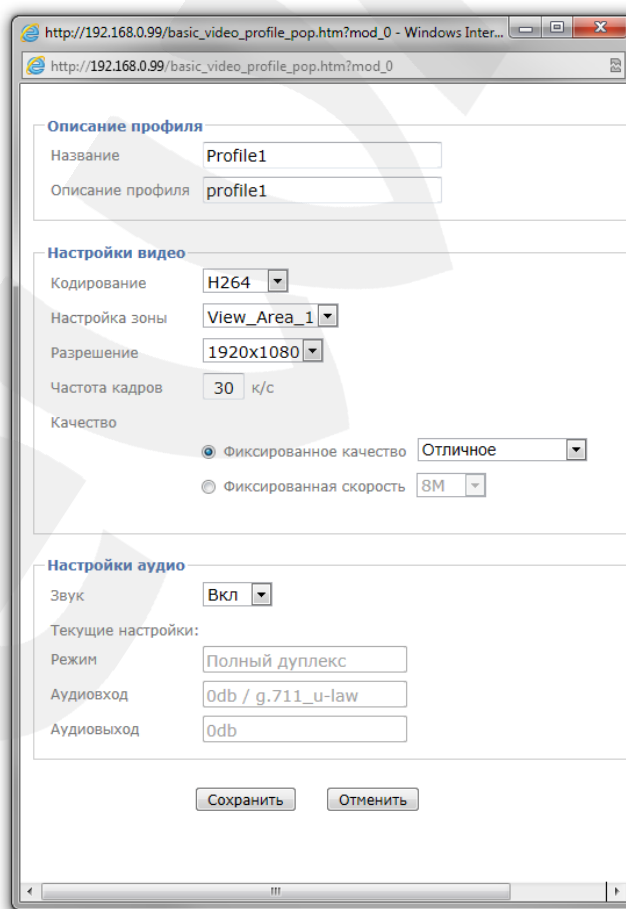 http://192.168.0.99/basic_video_profile_pop.htm?mod_0 - Windows Inter...
http://192.168.0.99/basic_video_profile_pop.htm?mod_0
Описание профиля
Название Profile1
Описание профиля profile1
Настройки видео
Кодирование H264
Настройка зоны View_Area_1
Разрешение 1920x1080
Частота кадров 30 к/с
Качество
Фиксированное качество Отличное
Фиксированная скорость 8M
Настройки аудио
Звук Вкл
Текущие настройки:
Режим Полный дуплекс
Аудиовход 0db / g.711_u-law
Аудиовыход 0db
Сохранить Отменить